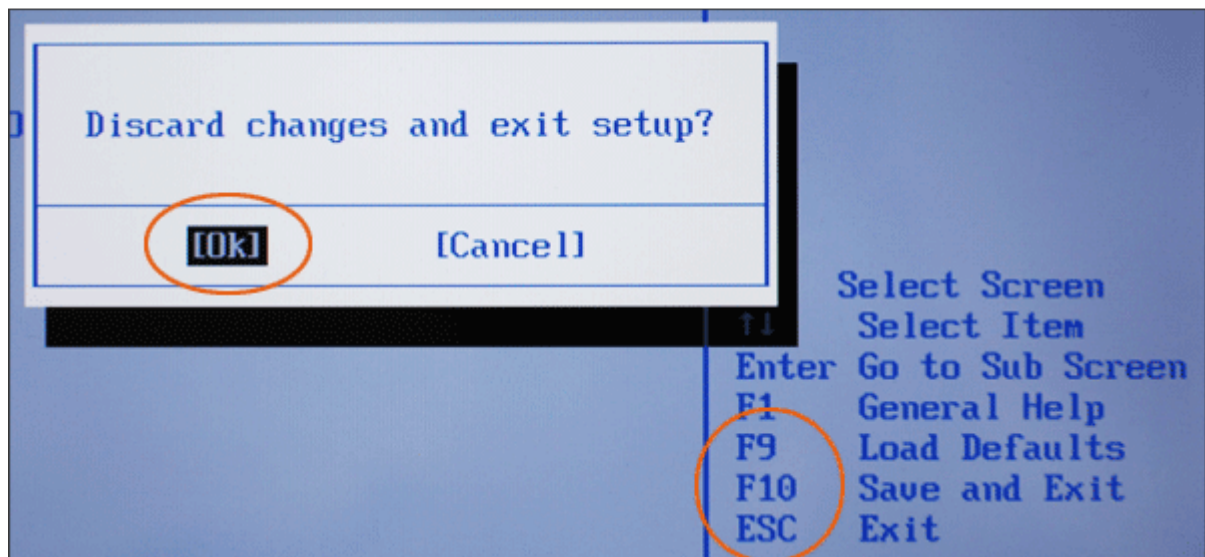 Discard changes and exit setup?
[Ok] [Cancel]
Select Screen
↑↓ Select Item
Enter Go to Sub Screen
F1 General Help
F9 Load Defaults
F10 Save and Exit
ESC Exit